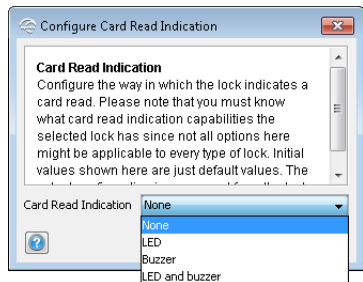 Configure Card Read Indication
Card Read Indication
Configure the way in which the lock indicates a
card read. Please note that you must know
what card read indication capabilities the
selected lock has since not all options here
might be applicable to every type of lock. Initial
values shown here are just default values. The
Card Read Indication None
None
LED
Buzzer
LED and buzzer